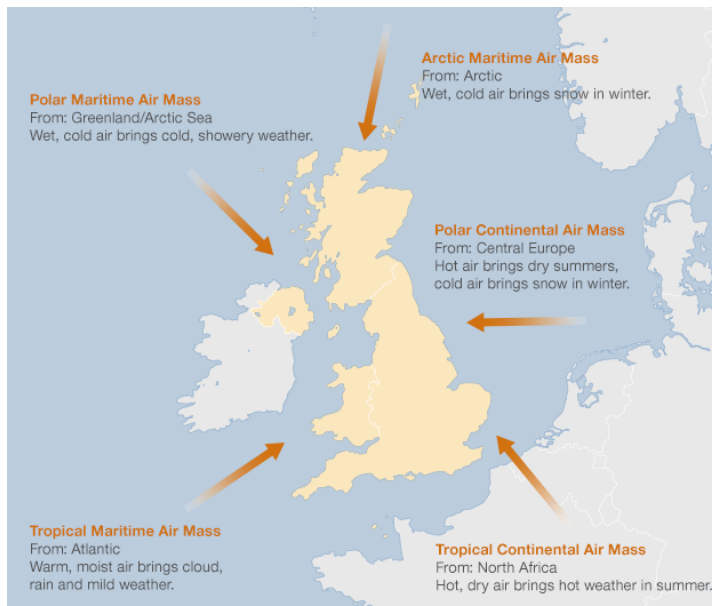 Arctic Maritime Air Mass
From: Arctic
Wet, cold air brings snow in winter.
Polar Maritime Air Mass
From: Greenland/Arctic Sea
Wet, cold air brings cold, showery weather.
Polar Continental Air Mass
From: Central Europe
Hot air brings dry summers,
cold air brings snow in winter.
Tropical Maritime Air Mass
From: Atlantic
Warm, moist air brings cloud,
rain and mild weather.
Tropical Continental Air Mass
From: North Africa
Hot, dry air brings hot weather in summer.